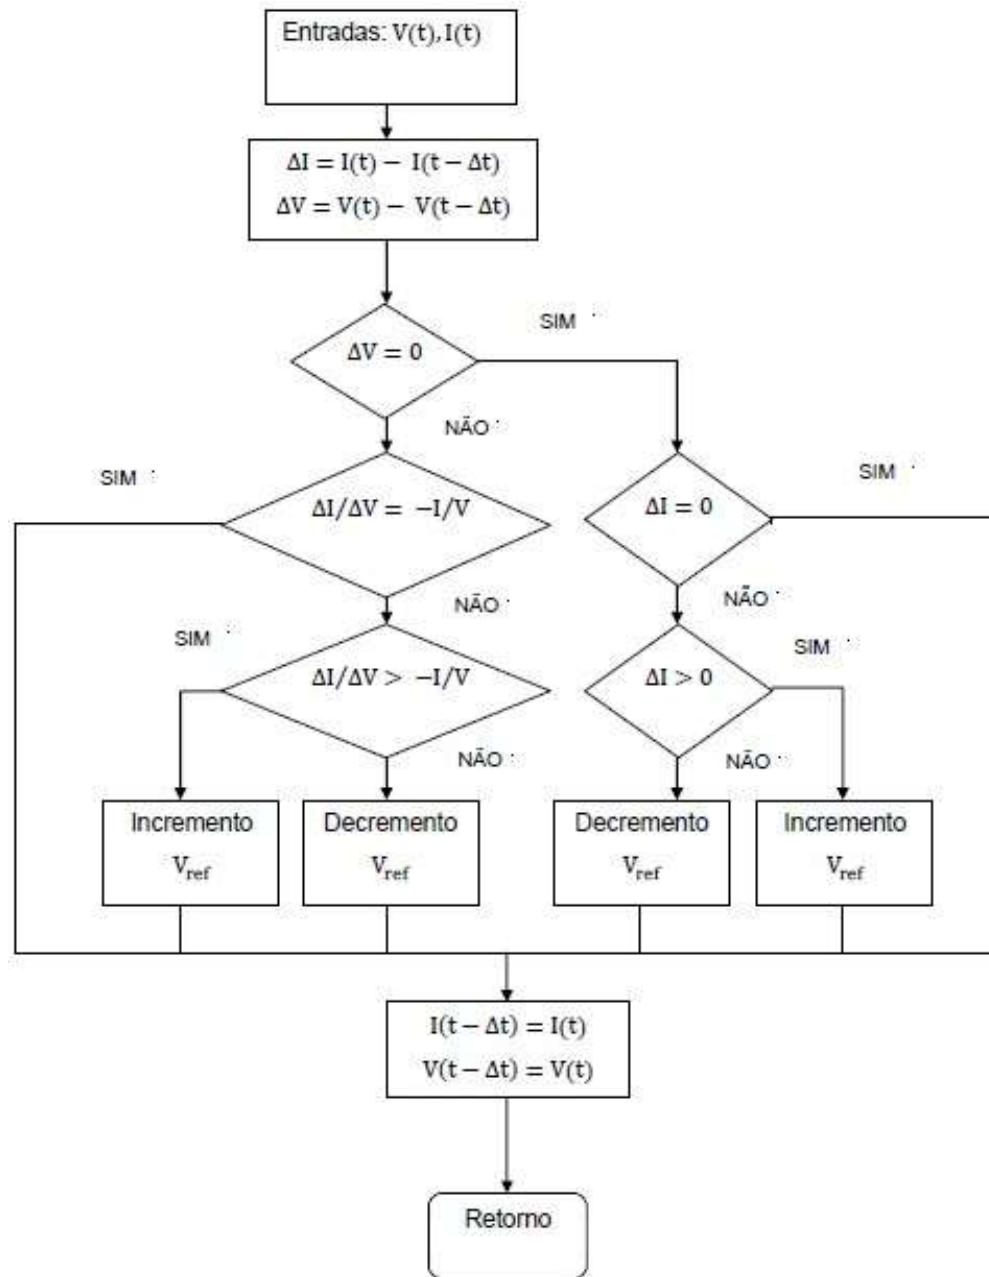 Entradas: V(t), I(t)
ΔI = I(t) − I(t − Δt)
ΔV = V(t) − V(t − Δt)
SIM
ΔV = 0
NÃO
SIM
SIM
ΔI/ΔV = −I/V
ΔI = 0
NÃO
NÃO
SIM
SIM
ΔI/ΔV > −I/V
ΔI > 0
NÃO
NÃO
Incremento
V_ref
Decremento
V_ref
Decremento
V_ref
Incremento
V_ref
I(t − Δt) = I(t)
V(t − Δt) = V(t)
Retorno